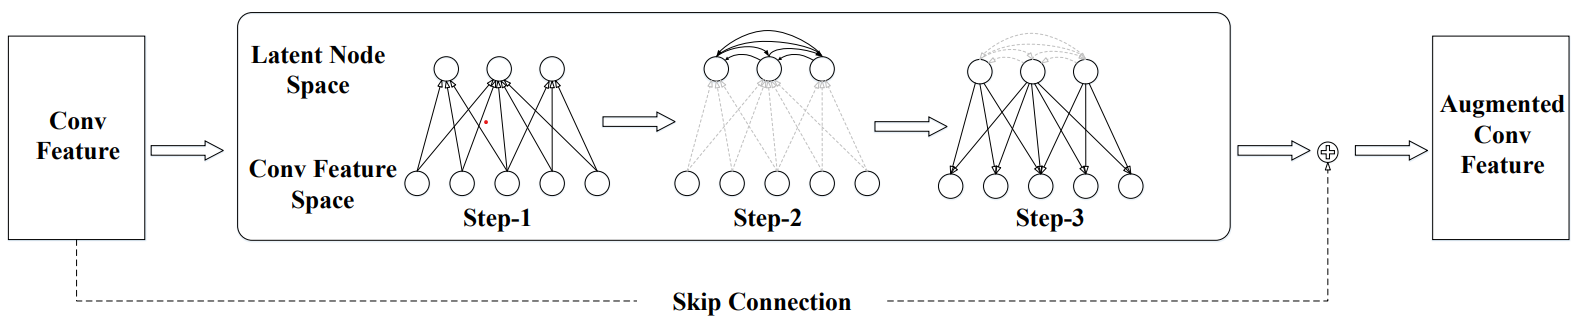 Conv
Feature
Latent Node
Space
Conv Feature
Space
Step-1
Step-2
Step-3
Augmented
Conv
Feature
Skip Connection